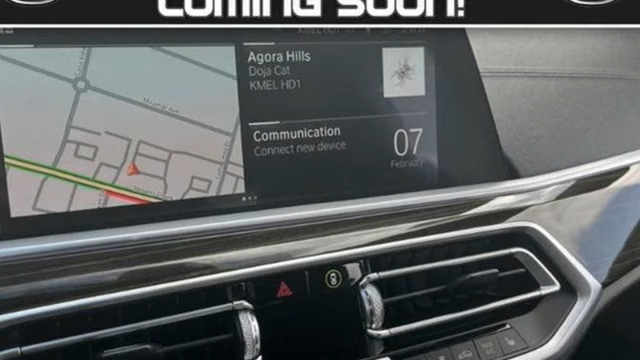 COMING SOON!
Agora Hills
Doja Cat
KMEL HD1
Communication
Connect new device
07
February